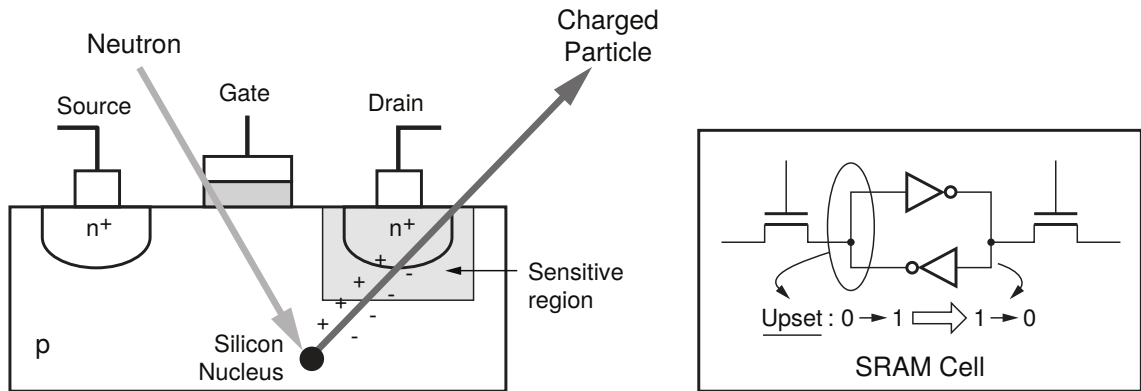 Neutron
Charged
Particle
Source
Gate
Drain
n+
n+
+ -
+ -
+ -
+ -
Sensitive
region
p
Silicon
Nucleus
Upset : 0 → 1 ⇒ 1 → 0
SRAM Cell